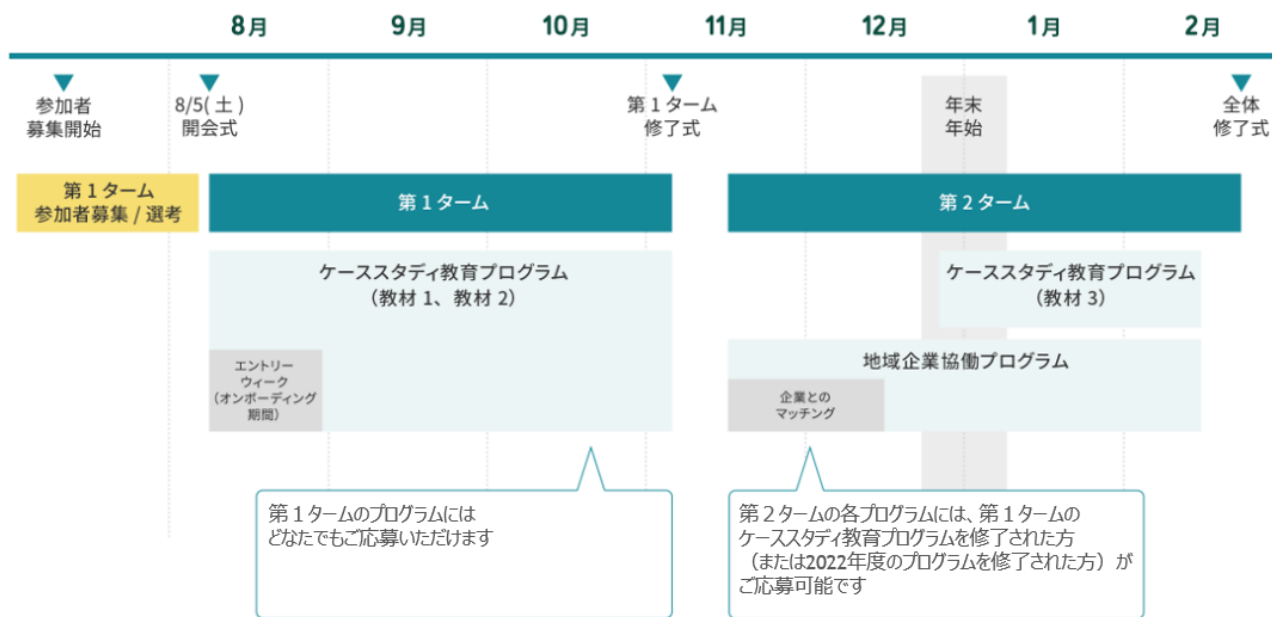 8月 9月 10月 11月 12月 1月 2月
参加者
募集開始
8/5(土)
開会式
第1ターム
修了式
年末
年始
全体
修了式
第1ターム
参加者募集 / 選考
第1ターム
第2ターム
ケーススタディ教育プログラム
（教材1、教材2）
ケーススタディ教育プログラム
（教材3）
エントリー
ウィーク
（オンボーディング
期間）
地域企業協働プログラム
企業との
マッチング
第1タームのプログラムには
どなたでもご応募いただけます
第2タームの各プログラムには、第1タームの
ケーススタディ教育プログラムを修了された方
（または2022年度のプログラムを修了された方）が
ご応募可能です